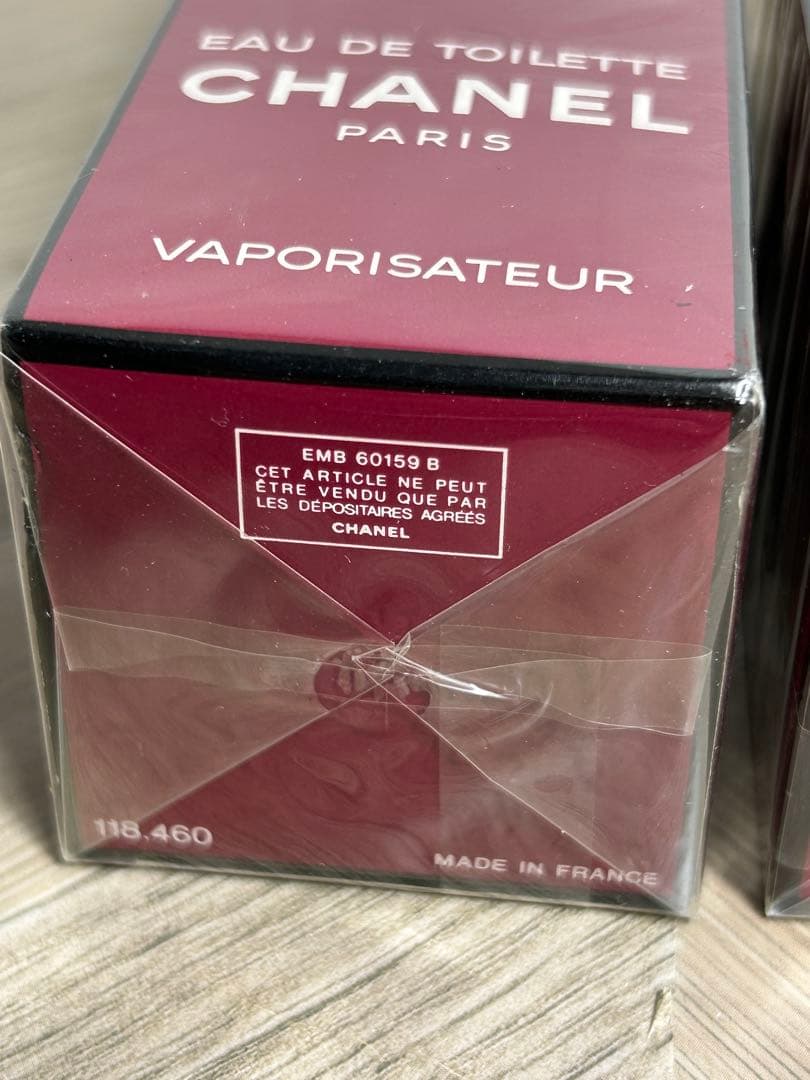 EAU DE TOILETTE
CHANEL
PARIS
VAPORISATEUR
EMB 60159 B
CET ARTICLE NE PEUT
ÊTRE VENDU QUE PAR
LES DÉPOSITAIRES AGRÉÉS
CHANEL
118.460
MADE IN FRANCE